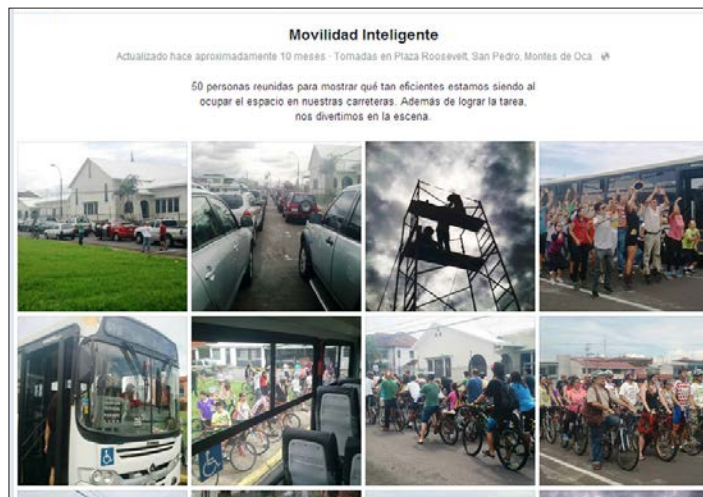 Movilidad Inteligente
Actualizado hace aproximadamente 10 meses · Tomadas en Plaza Roosevelt, San Pedro, Montes de Oca
50 personas reunidas para mostrar qué tan eficientes estamos siendo al
ocupar el espacio en nuestras carreteras. Además de lograr la tarea,
nos divertimos en la escena.